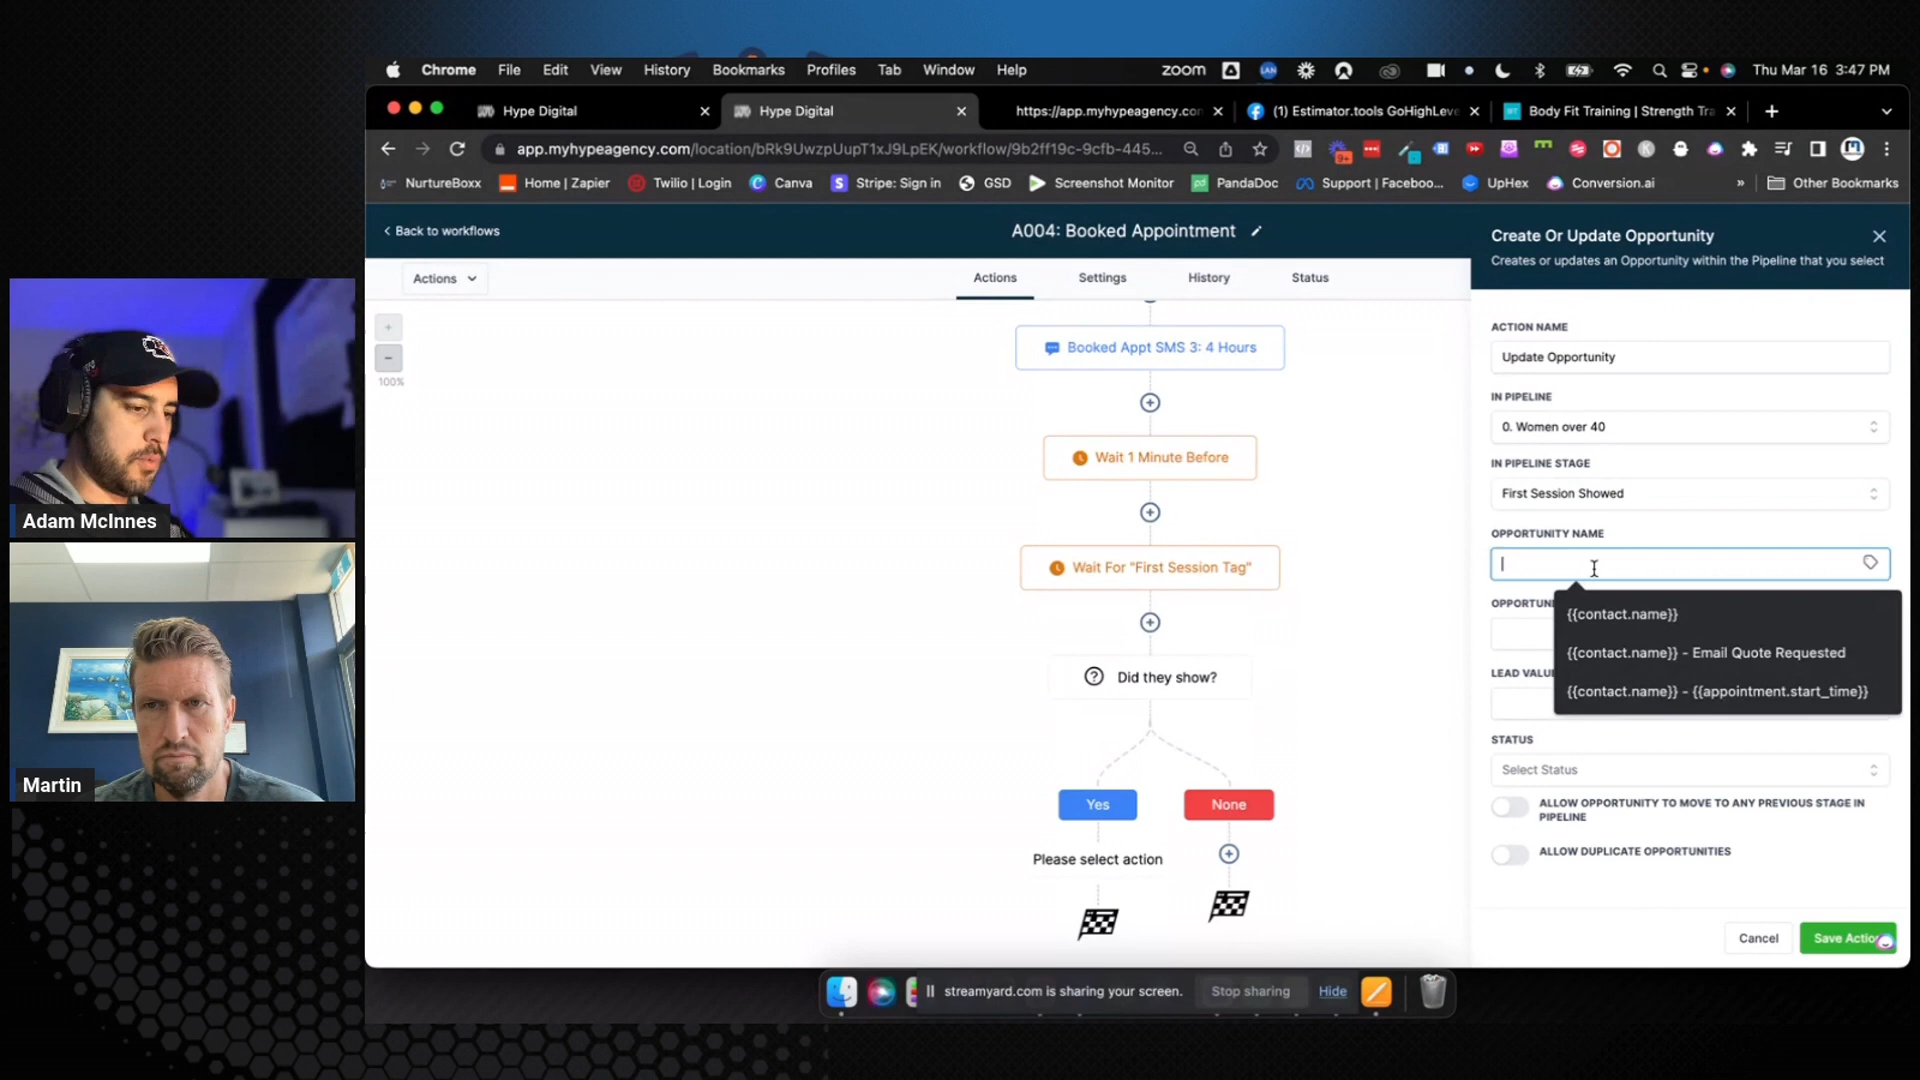 Chrome File Edit View History Bookmarks Profiles Tab Window Help
zoom LAN Thu Mar 16 3:47 PM
Hype Digital
Hype Digital
https://app.myhypeagency.con
(1) Estimator.tools GoHighLeve
Body Fit Training | Strength Tra
app.myhypeagency.com/location/bRk9UwzpUupT1xJ9LpEK/workflow/9b2ff19c-9cfb-445...
9+
NurtureBoxx Home | Zapier Twilio | Login Canva Stripe: Sign in GSD Screenshot Monitor PandaDoc Support | Faceboo... UpHex Conversion.ai » Other Bookmarks
Back to workflows
A004: Booked Appointment
Actions
Actions Settings History Status
100%
Booked Appt SMS 3: 4 Hours
Wait 1 Minute Before
Wait For "First Session Tag"
Did they show?
Yes
None
Please select action
Create Or Update Opportunity
Creates or updates an Opportunity within the Pipeline that you select
ACTION NAME
Update Opportunity
IN PIPELINE
0. Women over 40
IN PIPELINE STAGE
First Session Showed
OPPORTUNITY NAME
OPPORTUN
{{contact.name}}
{{contact.name}} - Email Quote Requested
{{contact.name}} - {{appointment.start_time}}
LEAD VALU
STATUS
Select Status
ALLOW OPPORTUNITY TO MOVE TO ANY PREVIOUS STAGE IN
PIPELINE
ALLOW DUPLICATE OPPORTUNITIES
Cancel
Save Actio
Adam McInnes
Martin
streamyard.com is sharing your screen.
Stop sharing
Hide